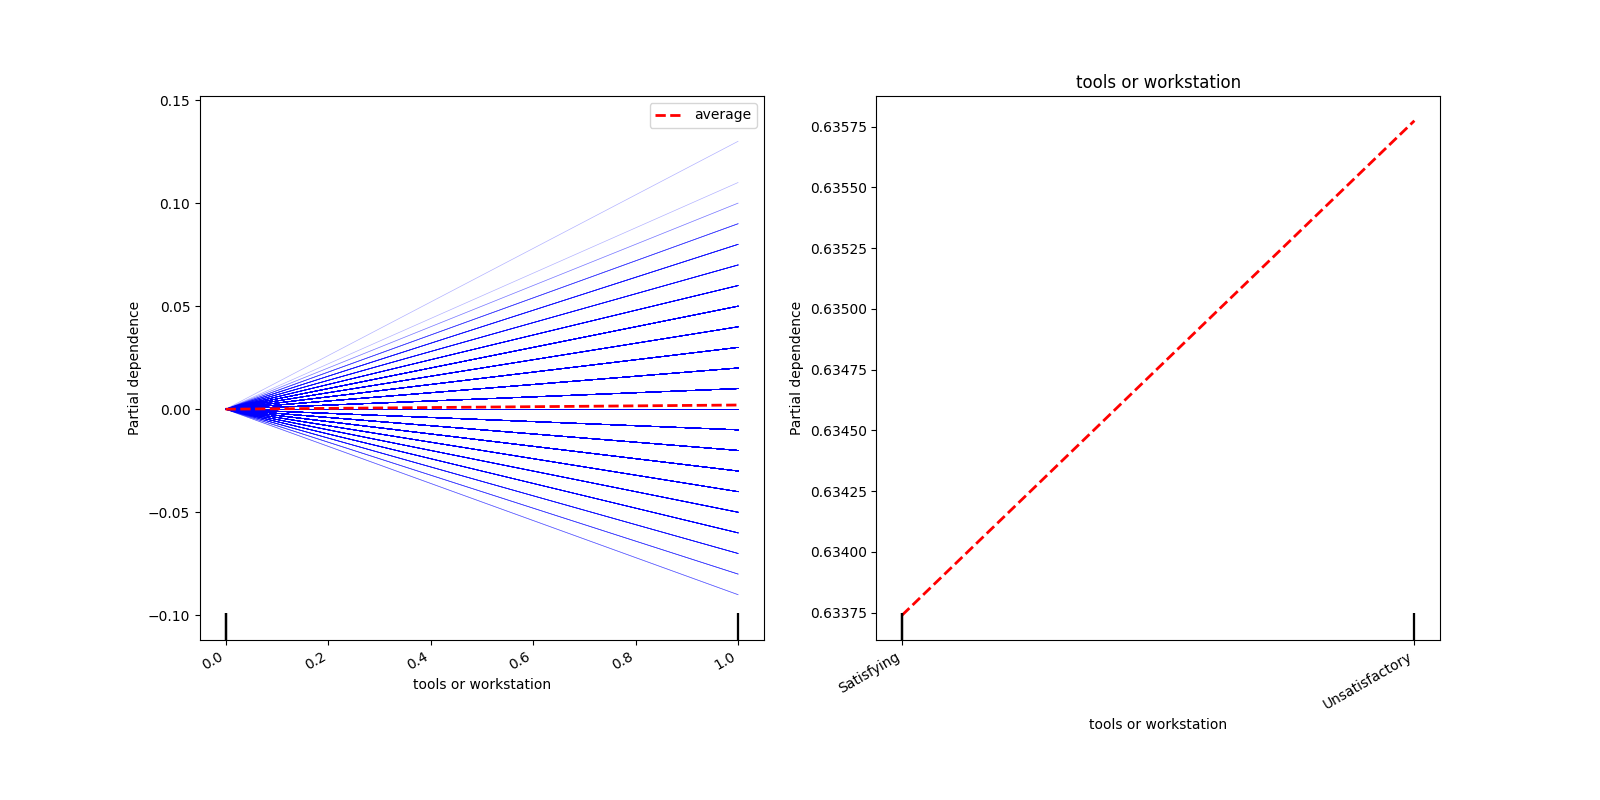 0.15
0.10
0.05
0.00
−0.05
−0.10
Partial dependence
average
0.0
0.2
0.4
0.6
0.8
1.0
tools or workstation
tools or workstation
0.63575
0.63550
0.63525
0.63500
0.63475
0.63450
0.63425
0.63400
0.63375
Partial dependence
Satisfying
Unsatisfactory
tools or workstation